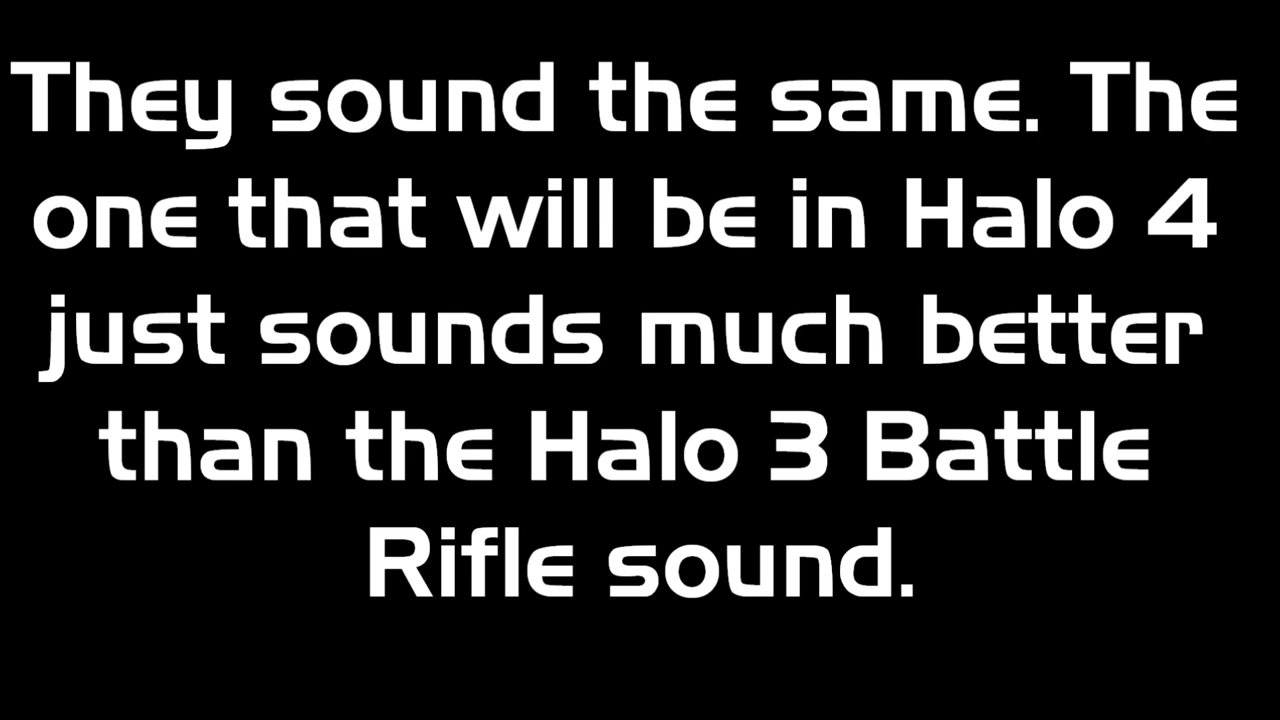 They sound the same. The
one that will be in Halo 4
just sounds much better
than the Halo 3 Battle
Rifle sound.